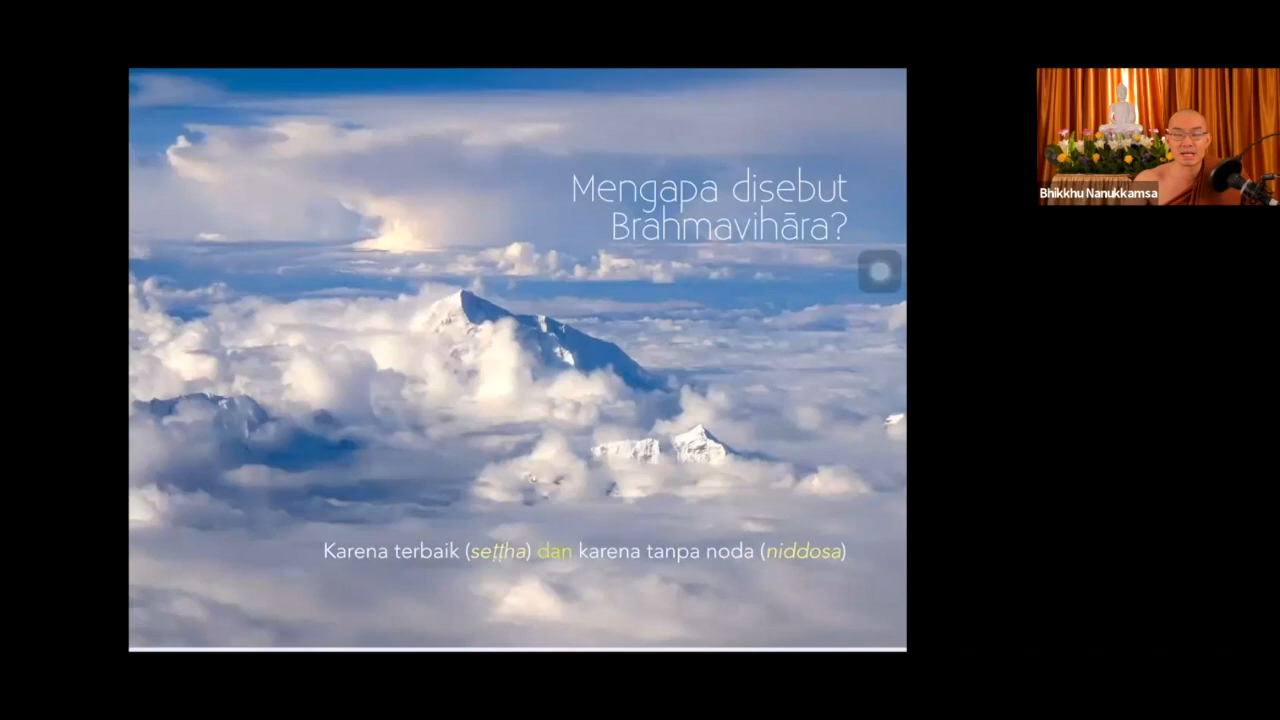 Mengapa disebut
Brahmavihāra?
Karena terbaik (seṭṭha) dan karena tanpa noda (niddosa)
Bhikkhu Nanukkamsa